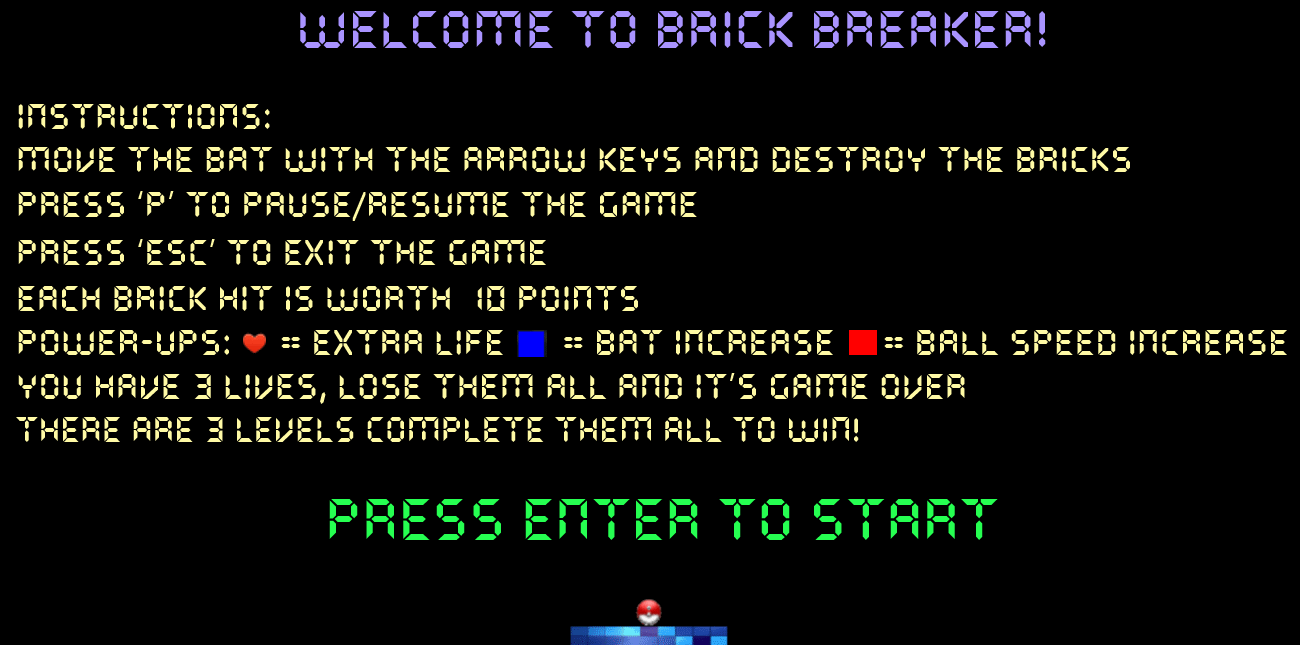 WELCOME TO BRICK BREAKER!
INSTRUCTIONS:
MOVE THE BAT WITH THE ARROW KEYS AND DESTROY THE BRICKS
PRESS 'P' TO PAUSE/RESUME THE GAME
PRESS 'ESC' TO EXIT THE GAME
EACH BRICK HIT IS WORTH 10 POINTS
POWER-UPS: ❤️ = EXTRA LIFE 🟦 = BAT INCREASE 🟥 = BALL SPEED INCREASE
YOU HAVE 3 LIVES, LOSE THEM ALL AND IT'S GAME OVER
THERE ARE 3 LEVELS COMPLETE THEM ALL TO WIN!
PRESS ENTER TO START